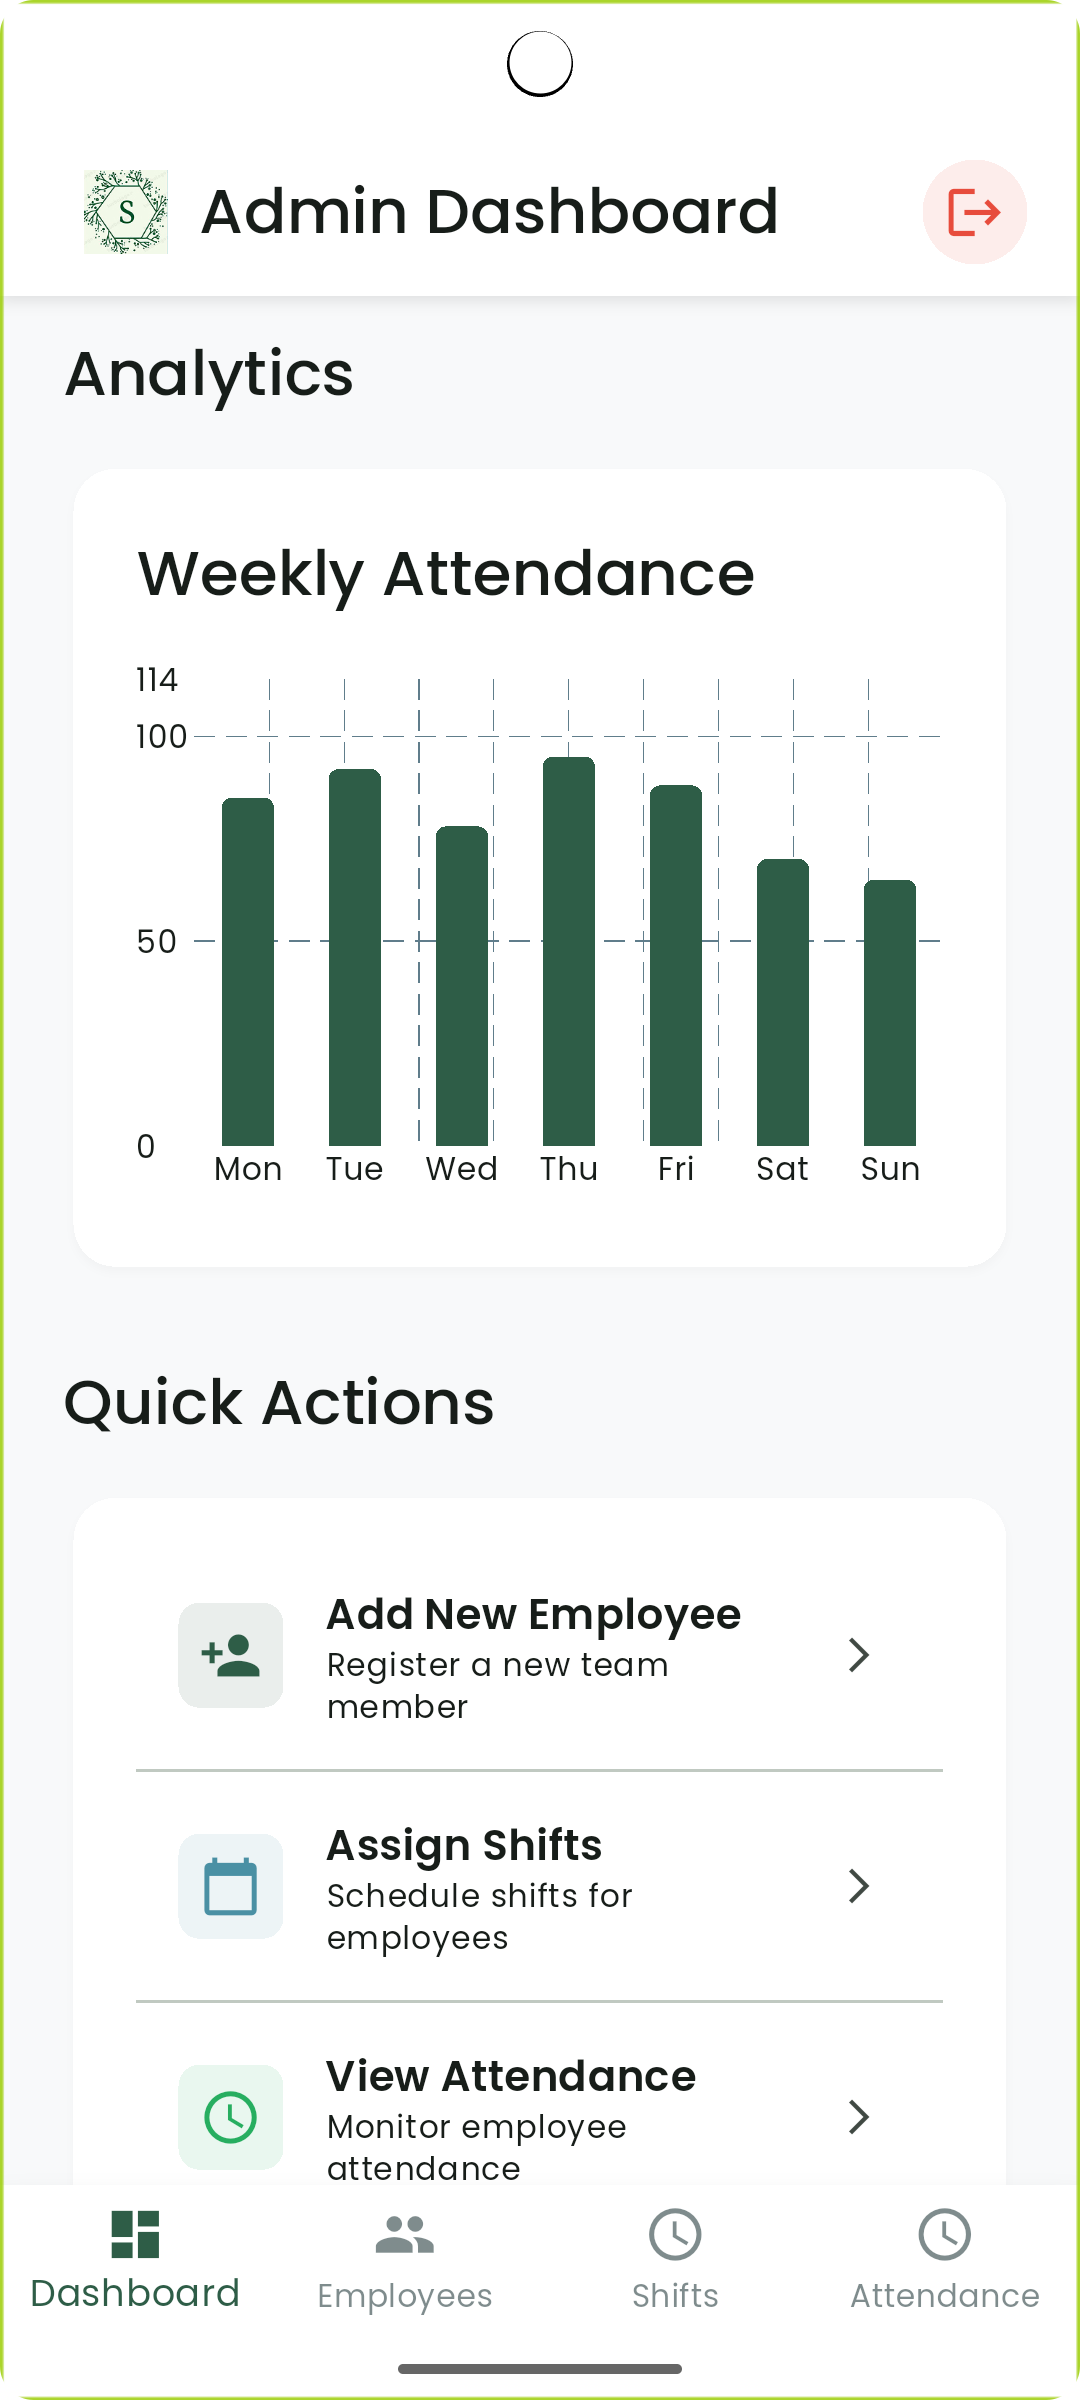 S
Admin Dashboard
Analytics
Weekly Attendance
114
100
50
0
Mon Tue Wed Thu Fri Sat Sun
Quick Actions
Add New Employee
Register a new team
member
Assign Shifts
Schedule shifts for
employees
View Attendance
Monitor employee
attendance
Dashboard Employees Shifts Attendance